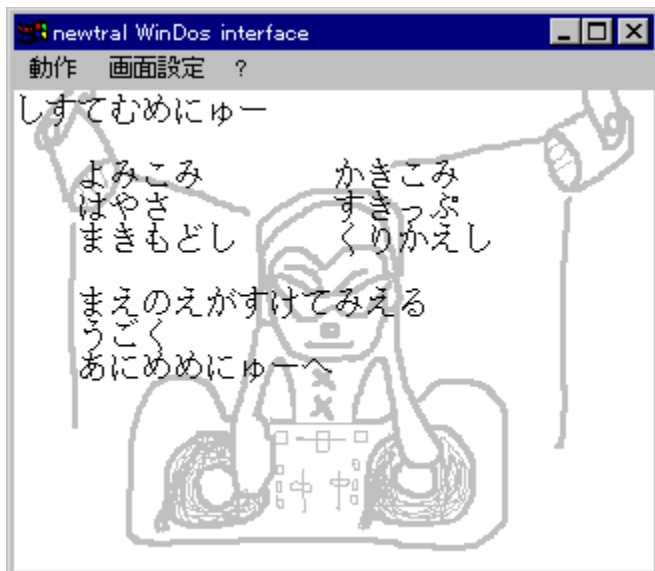 newtral WinDos interface
動作 画面設定 ?
しすてむめにゅー
よみこみ かきこみ
はやさ すきっぷ
まきもどし くりかえし
まえのえがすけてみえる
うごく
あにめめにゅーへ